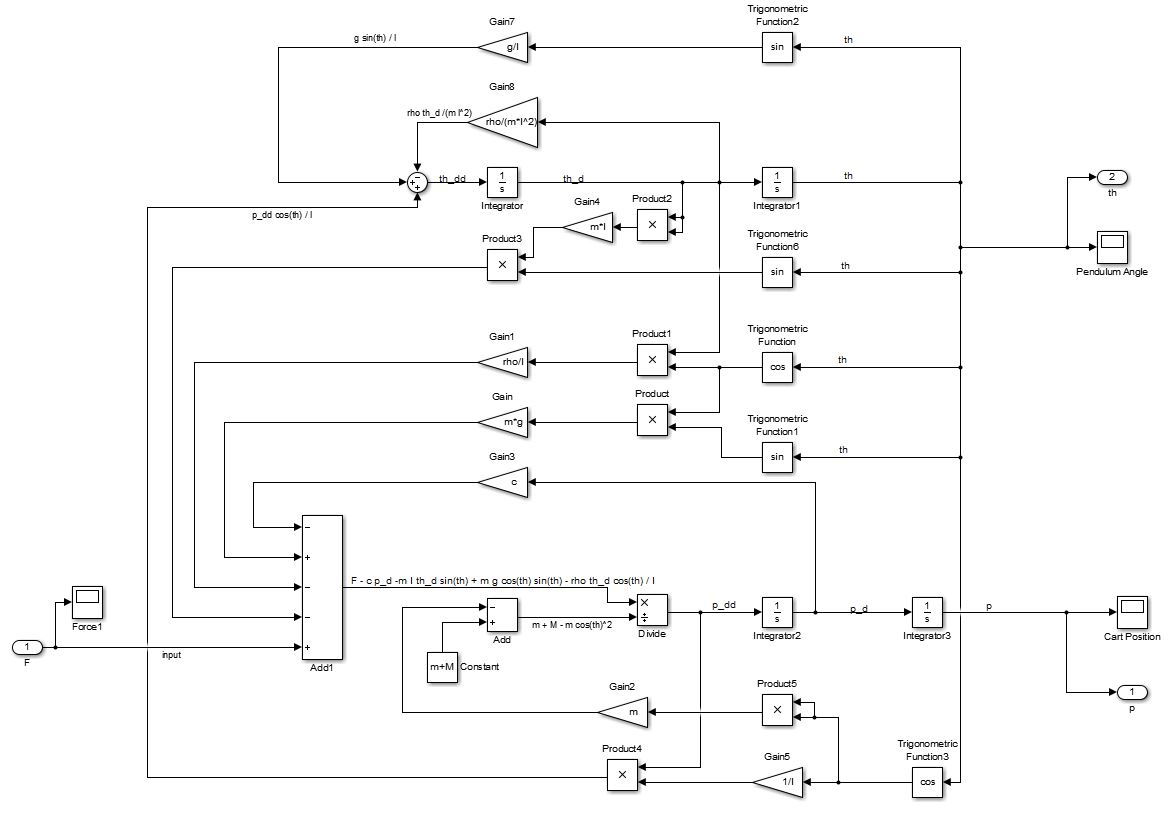 Trigonometric
Function2
Gain7
g sin(th) / l
g/l
sin
th
Gain8
rho th_d /(m l^2)
rho/(m*l^2)
−
+
+
th_dd
1
s
Integrator
th_d
1
s
Integrator1
th
2
th
p_dd cos(th) / l
Gain4
m*l
Product2
×
Product3
×
Trigonometric
Function6
sin
th
Pendulum Angle
Gain1
rho/l
Product1
×
Trigonometric
Function
cos
th
Gain
m*g
Product
×
Trigonometric
Function1
sin
th
Gain3
c
−
+
−
−
+
Add1
F - c p_d -m l th_d sin(th) + m g cos(th) sin(th) - rho th_d cos(th) / l
Force1
1
F
input
−
+
Add
m + M - m cos(th)^2
×
÷
Divide
p_dd
1
s
Integrator2
p_d
1
s
Integrator3
p
Cart Position
m+M
Constant
Gain2
m
Product5
×
1
p
Product4
×
Gain5
1/l
Trigonometric
Function3
cos